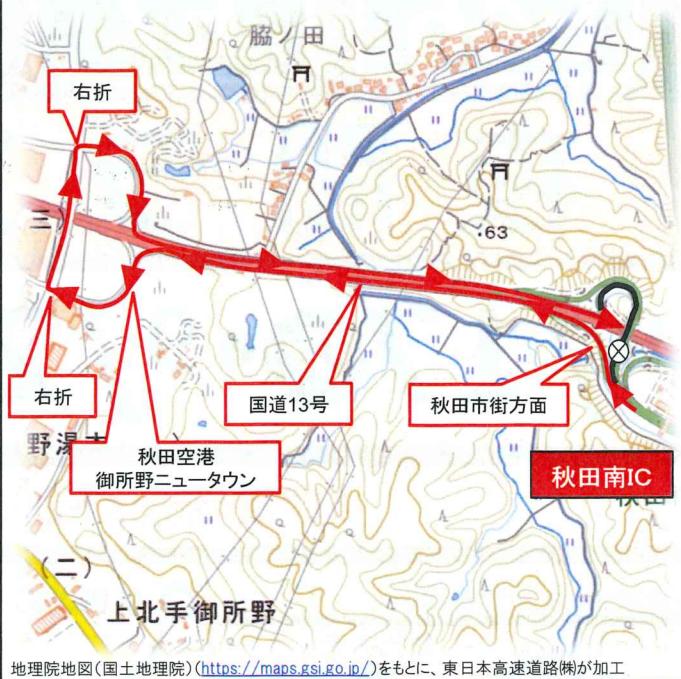 脇ノ田
右折
三)
63
右折
国道13号
秋田市街方面
秋田空港
御所野ニュータウン
秋田南IC
(二)
上北手御所野
地理院地図(国土地理院)(https://maps.gsi.go.jp/)をもとに、東日本高速道路㈱が加工